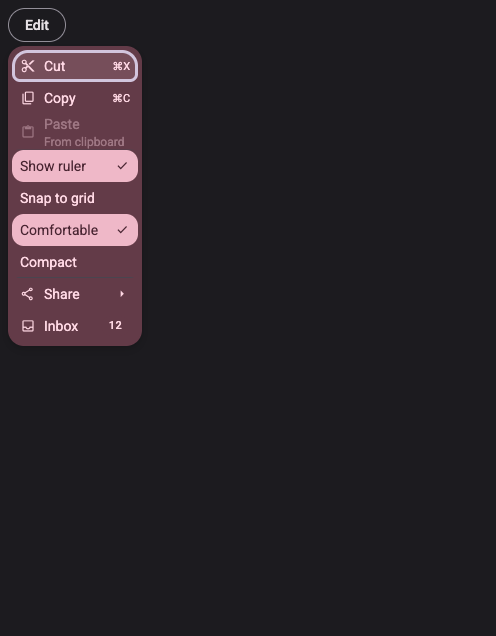 Edit
Cut ⌘X
Copy ⌘C
Paste
From clipboard
Show ruler
Snap to grid
Comfortable
Compact
Share
Inbox 12